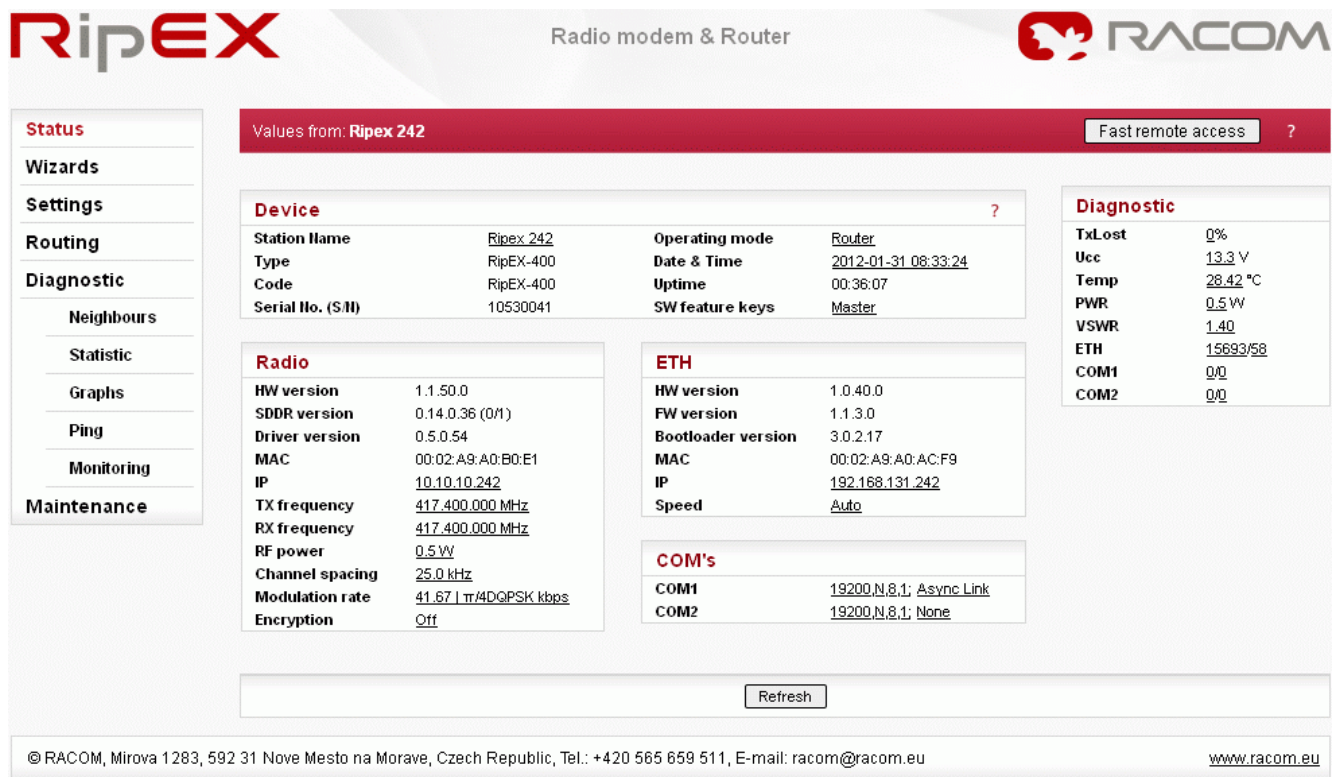 RipEX
Radio modem & Router
RACOM
Status
Wizards
Settings
Routing
Diagnostic
Neighbours
Statistic
Graphs
Ping
Monitoring
Maintenance
Values from: Ripex 242
Fast remote access ?
Device ?
Station Name Ripex 242 Operating mode Router
Type RipEX-400 Date & Time 2012-01-31 08:33:24
Code RipEX-400 Uptime 00:36:07
Serial No. (S/N) 10530041 SW feature keys Master
Radio
HW version 1.1.50.0
SDDR version 0.14.0.36 (0/1)
Driver version 0.5.0.54
MAC 00:02:A9:A0:B0:E1
IP 10.10.10.242
TX frequency 417.400.000 MHz
RX frequency 417.400.000 MHz
RF power 0.5 W
Channel spacing 25.0 kHz
Modulation rate 41.67 | π/4DQPSK kbps
Encryption Off
ETH
HW version 1.0.40.0
FW version 1.1.3.0
Bootloader version 3.0.2.17
MAC 00:02:A9:A0:AC:F9
IP 192.168.131.242
Speed Auto
COM's
COM1 19200,N,8,1; Async Link
COM2 19200,N,8,1; None
Diagnostic
TxLost 0%
Ucc 13.3 V
Temp 28.42 °C
PWR 0.5 W
VSWR 1.40
ETH 15693/58
COM1 0/0
COM2 0/0
Refresh
© RACOM, Mirova 1283, 592 31 Nove Mesto na Morave, Czech Republic, Tel.: +420 565 659 511, E-mail: racom@racom.eu
www.racom.eu